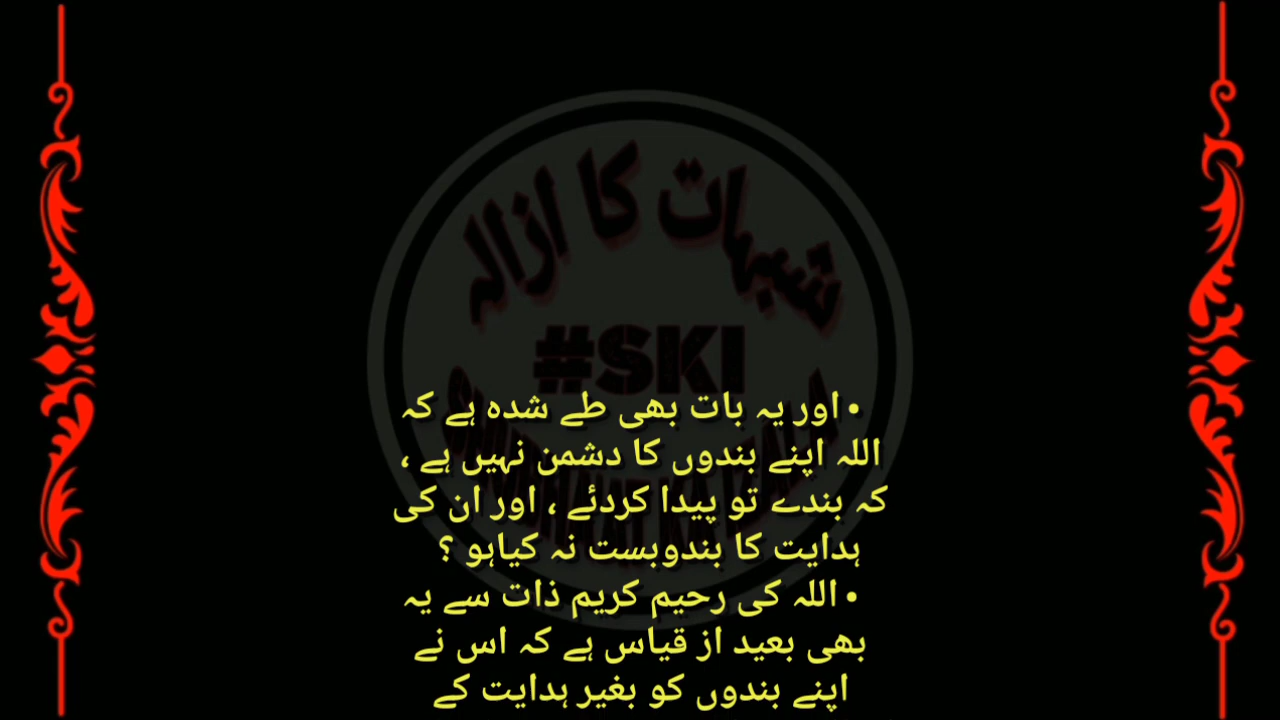 شبہات کا ازالہ
#SKI
• اور یہ بات بھی طے شدہ ہے کہ
اللہ اپنے بندوں کا دشمن نہیں ہے ،
کہ بندے تو پیدا کردئے ، اور ان کی
ہدایت کا بندوبست نہ کیاہو ؟
• اللہ کی رحیم کریم ذات سے یہ
بھی بعید از قیاس ہے کہ اس نے
اپنے بندوں کو بغیر ہدایت کے